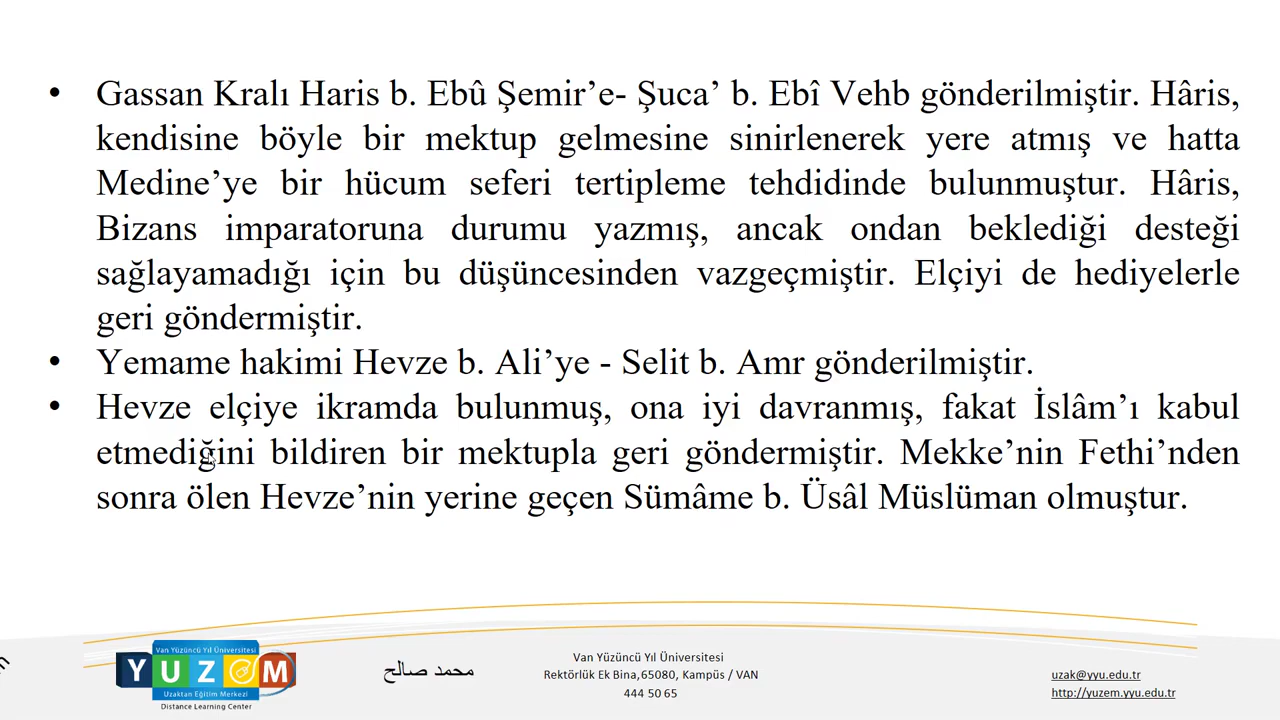 • Gassan Kralı Haris b. Ebû Şemir’e- Şuca’ b. Ebî Vehb gönderilmiştir. Hâris,
kendisine böyle bir mektup gelmesine sinirlenerek yere atmış ve hatta
Medine’ye bir hücum seferi tertipleme tehdidinde bulunmuştur. Hâris,
Bizans imparatoruna durumu yazmış, ancak ondan beklediği desteği
sağlayamadığı için bu düşüncesinden vazgeçmiştir. Elçiyi de hediyelerle
geri göndermiştir.
• Yemame hakimi Hevze b. Ali’ye - Selit b. Amr gönderilmiştir.
• Hevze elçiye ikramda bulunmuş, ona iyi davranmış, fakat İslâm’ı kabul
etmediğini bildiren bir mektupla geri göndermiştir. Mekke’nin Fethi’nden
sonra ölen Hevze’nin yerine geçen Sümâme b. Üsâl Müslüman olmuştur.
Van Yüzüncü Yıl Üniversitesi
YUZEM
Uzaktan Eğitim Merkezi
Distance Learning Center
محمد صالح
Van Yüzüncü Yıl Üniversitesi
Rektörlük Ek Bina,65080, Kampüs / VAN
444 50 65
uzak@yyu.edu.tr
http://yuzem.yyu.edu.tr